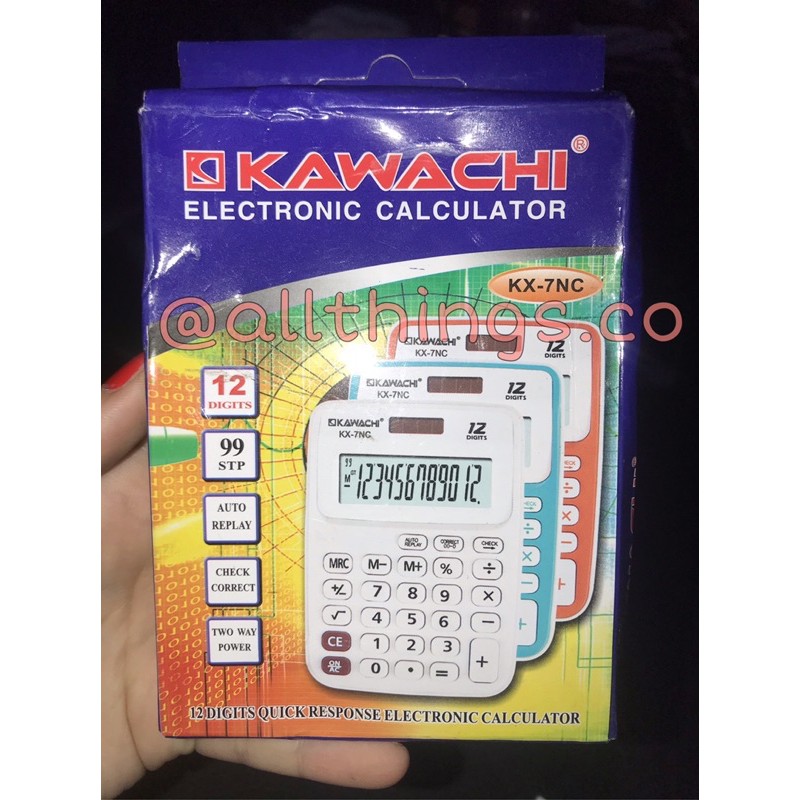 KAWACHI®
ELECTRONIC CALCULATOR
KX-7NC
@allthings.co
KAWACHI
KX-7NC
12
DIGITS
KAWACHI
KX-7NC
12
DIGITS
KAWACHI
KX-7NC
12
DIGITS
12
DIGITS
99
STP
AUTO
REPLAY
CHECK
CORRECT
TWO WAY
POWER
99
M
GT
123456789012.
AUTO REPLAY
CORRECT
CHECK
MRC M− M+ % ÷
+/− 7 8 9 ×
√ 4 5 6 −
CE 1 2 3 +
ON/AC 0 • =
12 DIGITS QUICK RESPONSE ELECTRONIC CALCULATOR